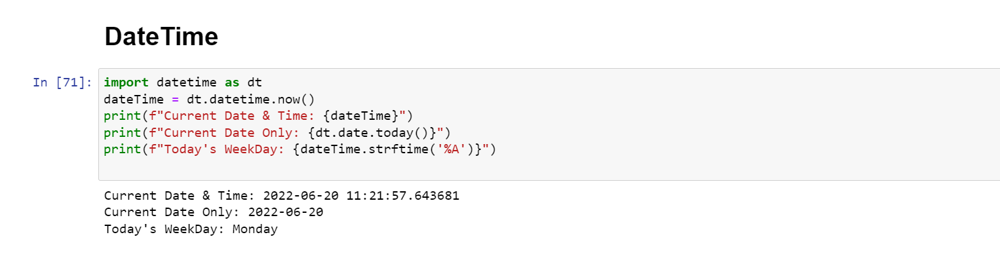 DateTime
In [71]:
import datetime as dt
dateTime = dt.datetime.now()
print(f"Current Date & Time: {dateTime}")
print(f"Current Date Only: {dt.date.today()}")
print(f"Today's WeekDay: {dateTime.strftime('%A')}")
Current Date & Time: 2022-06-20 11:21:57.643681
Current Date Only: 2022-06-20
Today's WeekDay: Monday